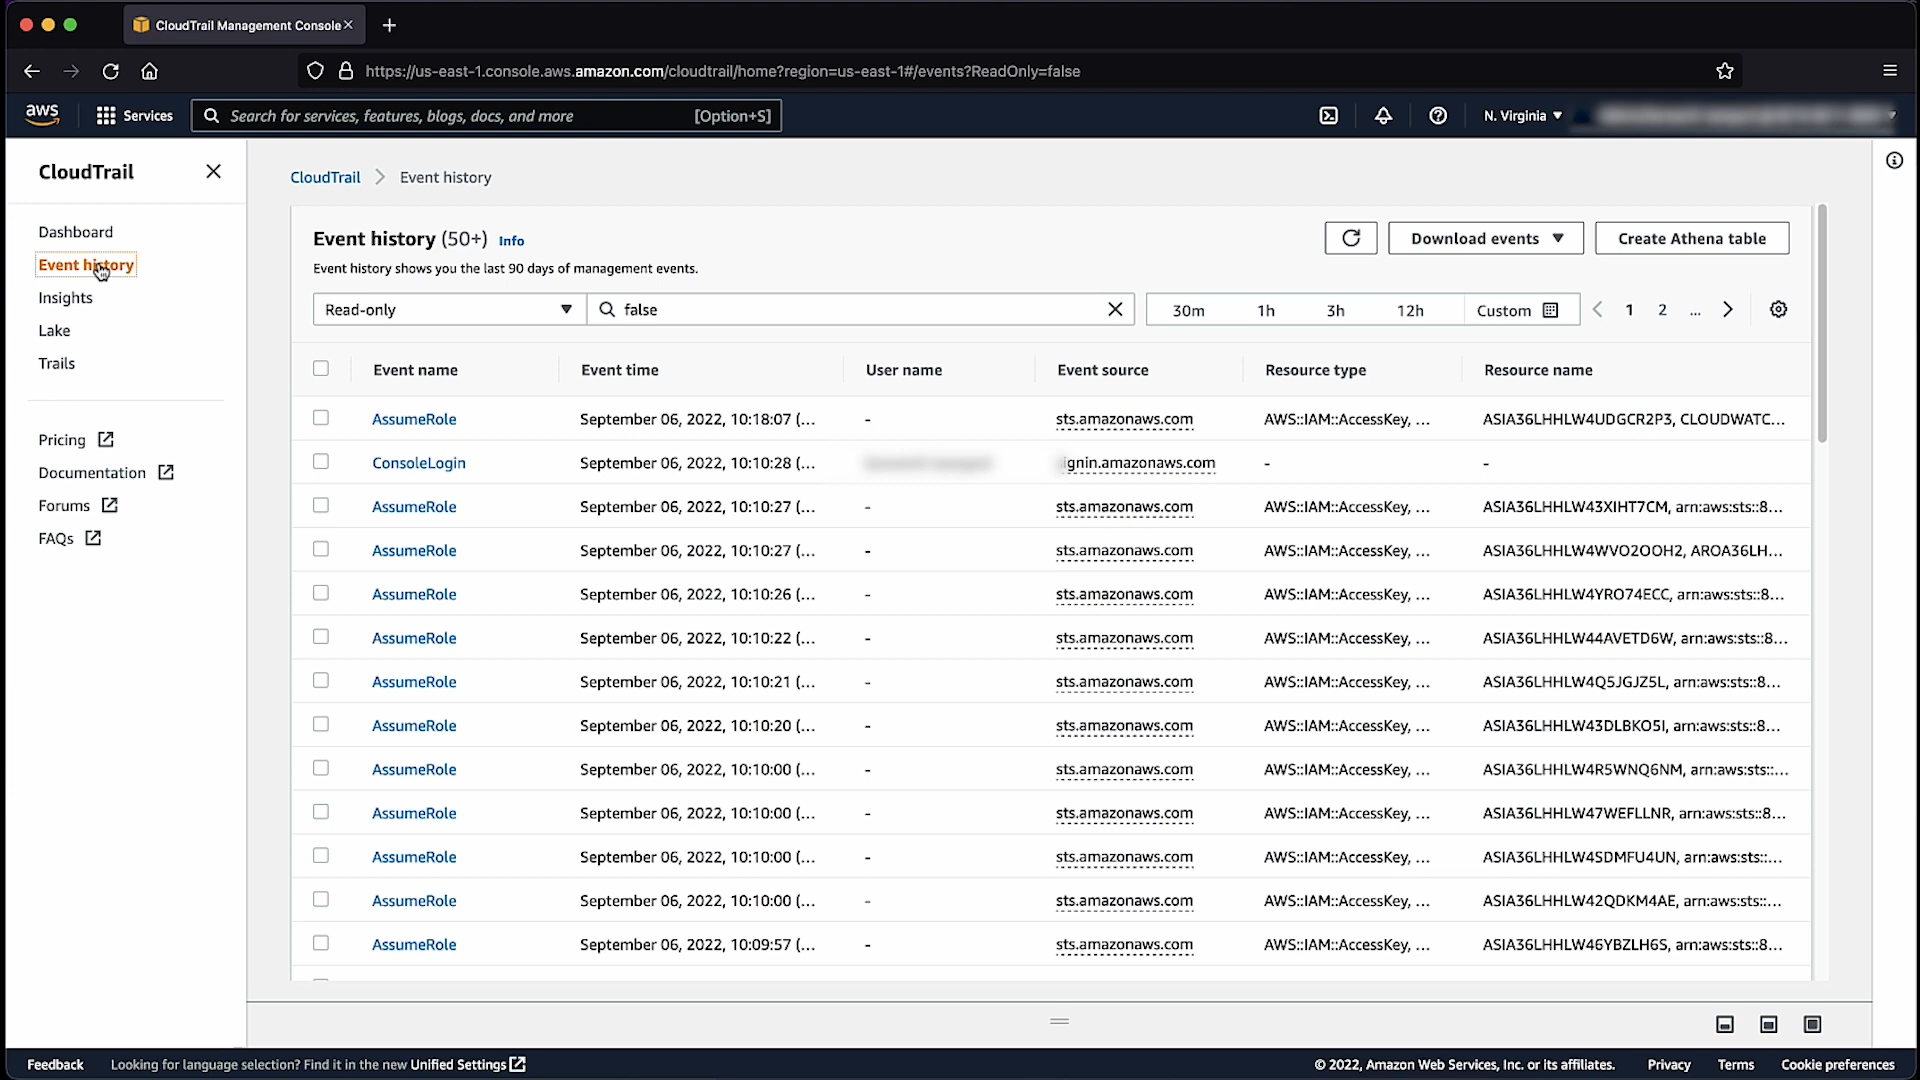 CloudTrail Management Console
https://us-east-1.console.aws.amazon.com/cloudtrail/home?region=us-east-1#/events?ReadOnly=false
aws
Services
Search for services, features, blogs, docs, and more [Option+S]
N. Virginia
CloudTrail
Dashboard
Event history
Insights
Lake
Trails
Pricing
Documentation
Forums
FAQs
CloudTrail Event history
Event history (50+) Info
Event history shows you the last 90 days of management events.
Download events
Create Athena table
Read-only
false
30m 1h 3h 12h Custom
1 2 ...
Event name Event time User name Event source Resource type Resource name
AssumeRole September 06, 2022, 10:18:07 (... - sts.amazonaws.com AWS::IAM::AccessKey, ... ASIA36LHHLW4UDGCR2P3, CLOUDWATC...
ConsoleLogin September 06, 2022, 10:10:28 (... ignin.amazonaws.com - -
AssumeRole September 06, 2022, 10:10:27 (... - sts.amazonaws.com AWS::IAM::AccessKey, ... ASIA36LHHLW43XIHT7CM, arn:aws:sts::8...
AssumeRole September 06, 2022, 10:10:27 (... - sts.amazonaws.com AWS::IAM::AccessKey, ... ASIA36LHHLW4WVO2OOH2, AROA36LH...
AssumeRole September 06, 2022, 10:10:26 (... - sts.amazonaws.com AWS::IAM::AccessKey, ... ASIA36LHHLW4YRO74ECC, arn:aws:sts::8...
AssumeRole September 06, 2022, 10:10:22 (... - sts.amazonaws.com AWS::IAM::AccessKey, ... ASIA36LHHLW44AVETD6W, arn:aws:sts::8...
AssumeRole September 06, 2022, 10:10:21 (... - sts.amazonaws.com AWS::IAM::AccessKey, ... ASIA36LHHLW4Q5JGJZ5L, arn:aws:sts::8...
AssumeRole September 06, 2022, 10:10:20 (... - sts.amazonaws.com AWS::IAM::AccessKey, ... ASIA36LHHLW43DLBKO5I, arn:aws:sts::8...
AssumeRole September 06, 2022, 10:10:00 (... - sts.amazonaws.com AWS::IAM::AccessKey, ... ASIA36LHHLW4R5WNQ6NM, arn:aws:sts::...
AssumeRole September 06, 2022, 10:10:00 (... - sts.amazonaws.com AWS::IAM::AccessKey, ... ASIA36LHHLW47WEFLLNR, arn:aws:sts::8...
AssumeRole September 06, 2022, 10:10:00 (... - sts.amazonaws.com AWS::IAM::AccessKey, ... ASIA36LHHLW4SDMFU4UN, arn:aws:sts::...
AssumeRole September 06, 2022, 10:10:00 (... - sts.amazonaws.com AWS::IAM::AccessKey, ... ASIA36LHHLW42QDKM4AE, arn:aws:sts::...
AssumeRole September 06, 2022, 10:09:57 (... - sts.amazonaws.com AWS::IAM::AccessKey, ... ASIA36LHHLW46YBZLH6S, arn:aws:sts::8...
Feedback Looking for language selection? Find it in the new Unified Settings
© 2022, Amazon Web Services, Inc. or its affiliates. Privacy Terms Cookie preferences